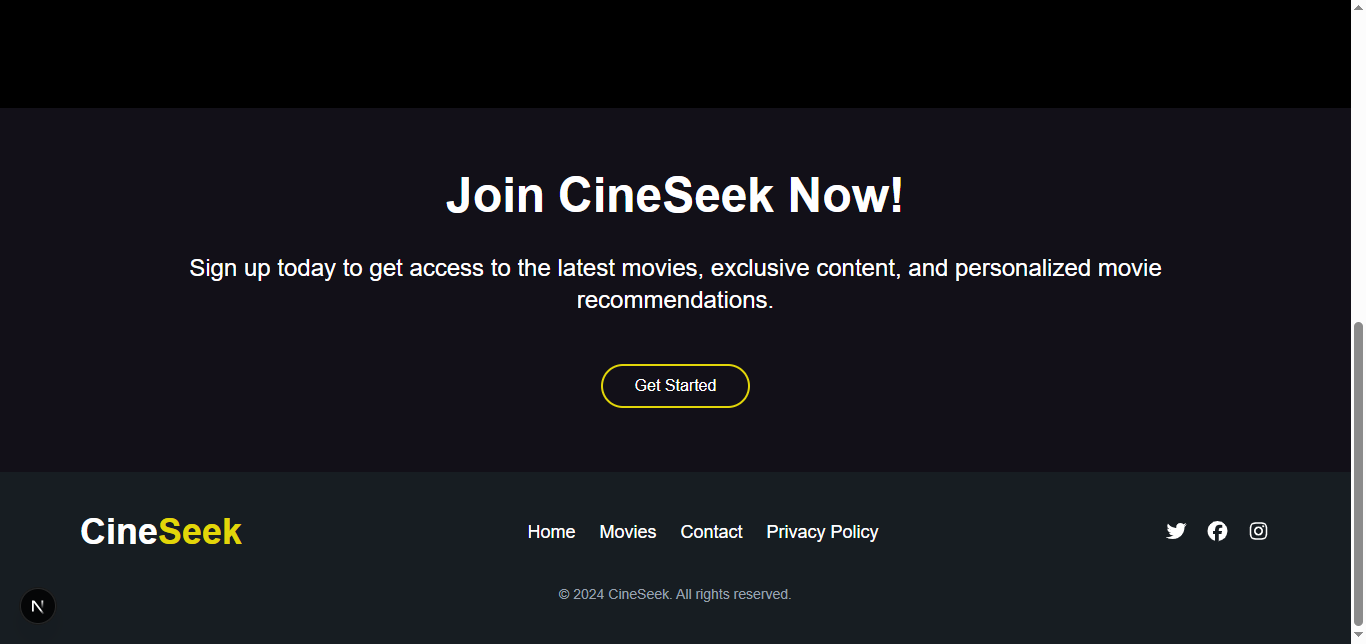 Join CineSeek Now!
Sign up today to get access to the latest movies, exclusive content, and personalized movie
recommendations.
Get Started
CineSeek
Home Movies Contact Privacy Policy
© 2024 CineSeek. All rights reserved.
N